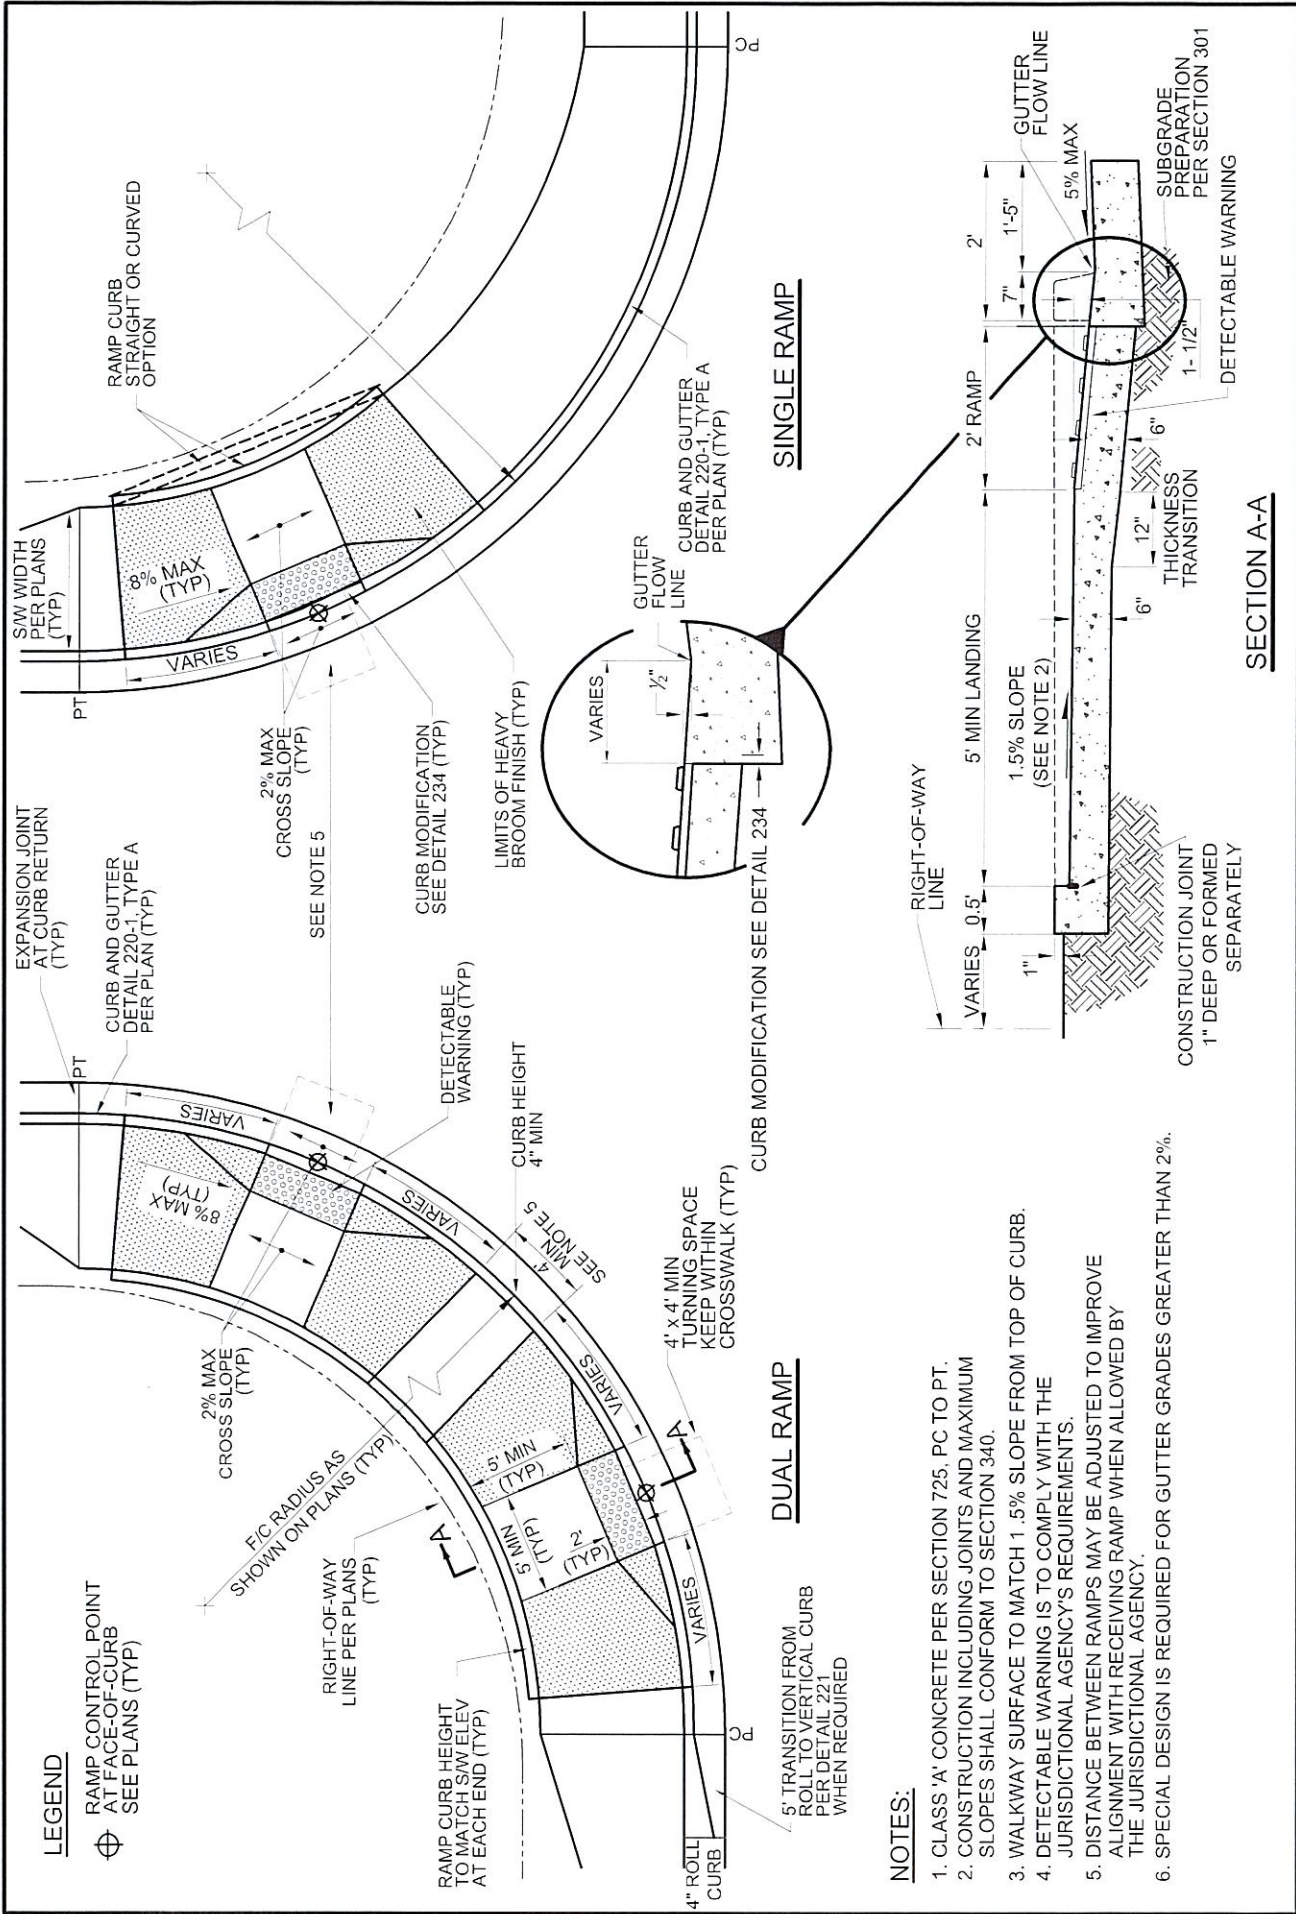 LEGEND
RAMP CONTROL POINT
AT FACE-OF-CURB
SEE PLANS (TYP)
F/C RADIUS AS
SHOWN ON PLANS (TYP)
RIGHT-OF-WAY
LINE PER PLANS
(TYP)
RAMP CURB HEIGHT
TO MATCH S/W ELEV
AT EACH END (TYP)
4" ROLL
CURB
PC
5' TRANSITION FROM
ROLL TO VERTICAL CURB
PER DETAIL 221
WHEN REQUIRED
A
A
5' MIN
(TYP)
5' MIN
(TYP)
2'
(TYP)
VARIES
VARIES
4'
MIN
SEE NOTE 5
VARIES
VARIES
8% MAX
(TYP)
2% MAX
CROSS SLOPE
(TYP)
PT
EXPANSION JOINT
AT CURB RETURN
(TYP)
CURB AND GUTTER
DETAIL 220-1, TYPE A
PER PLAN (TYP)
DETECTABLE
WARNING (TYP)
CURB HEIGHT
4" MIN
4' x 4' MIN
TURNING SPACE
KEEP WITHIN
CROSSWALK (TYP)
DUAL RAMP
SEE NOTE 5
S/W WIDTH
PER PLANS
(TYP)
PT
8% MAX
(TYP)
VARIES
2% MAX
CROSS SLOPE
(TYP)
RAMP CURB
STRAIGHT OR CURVED
OPTION
CURB MODIFICATION
SEE DETAIL 234 (TYP)
LIMITS OF HEAVY
BROOM FINISH (TYP)
CURB AND GUTTER
DETAIL 220-1, TYPE A
PER PLAN (TYP)
PC
SINGLE RAMP
VARIES
1/2"
GUTTER
FLOW
LINE
CURB MODIFICATION SEE DETAIL 234
RIGHT-OF-WAY
LINE
VARIES
0.5'
5' MIN LANDING
2' RAMP
2'
7"
1'-5"
GUTTER
FLOW LINE
5% MAX
1.5% SLOPE
(SEE NOTE 2)
1"
6"
12"
6"
1- 1/2"
THICKNESS
TRANSITION
SUBGRADE
PREPARATION
PER SECTION 301
DETECTABLE WARNING
CONSTRUCTION JOINT
1" DEEP OR FORMED
SEPARATELY
SECTION A-A
NOTES:
1. CLASS 'A' CONCRETE PER SECTION 725, PC TO PT.
2. CONSTRUCTION INCLUDING JOINTS AND MAXIMUM
SLOPES SHALL CONFORM TO SECTION 340.
3. WALKWAY SURFACE TO MATCH 1.5% SLOPE FROM TOP OF CURB.
4. DETECTABLE WARNING IS TO COMPLY WITH THE
JURISDICTIONAL AGENCY'S REQUIREMENTS.
5. DISTANCE BETWEEN RAMPS MAY BE ADJUSTED TO IMPROVE
ALIGNMENT WITH RECEIVING RAMP WHEN ALLOWED BY
THE JURISDICTIONAL AGENCY.
6. SPECIAL DESIGN IS REQUIRED FOR GUTTER GRADES GREATER THAN 2%.